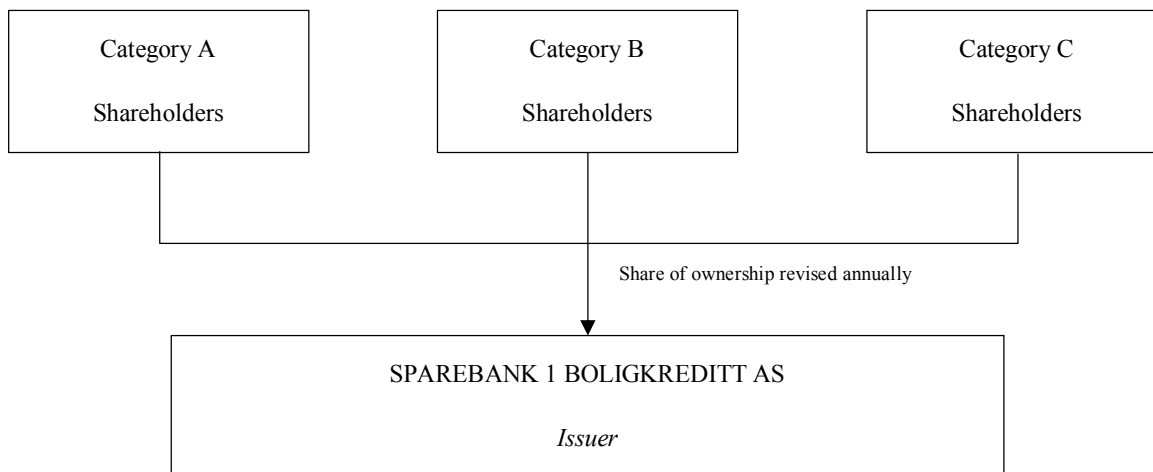 Category A
Shareholders
Category B
Shareholders
Category C
Shareholders
Share of ownership revised annually
SPAREBANK 1 BOLIGKREDITT AS
Issuer